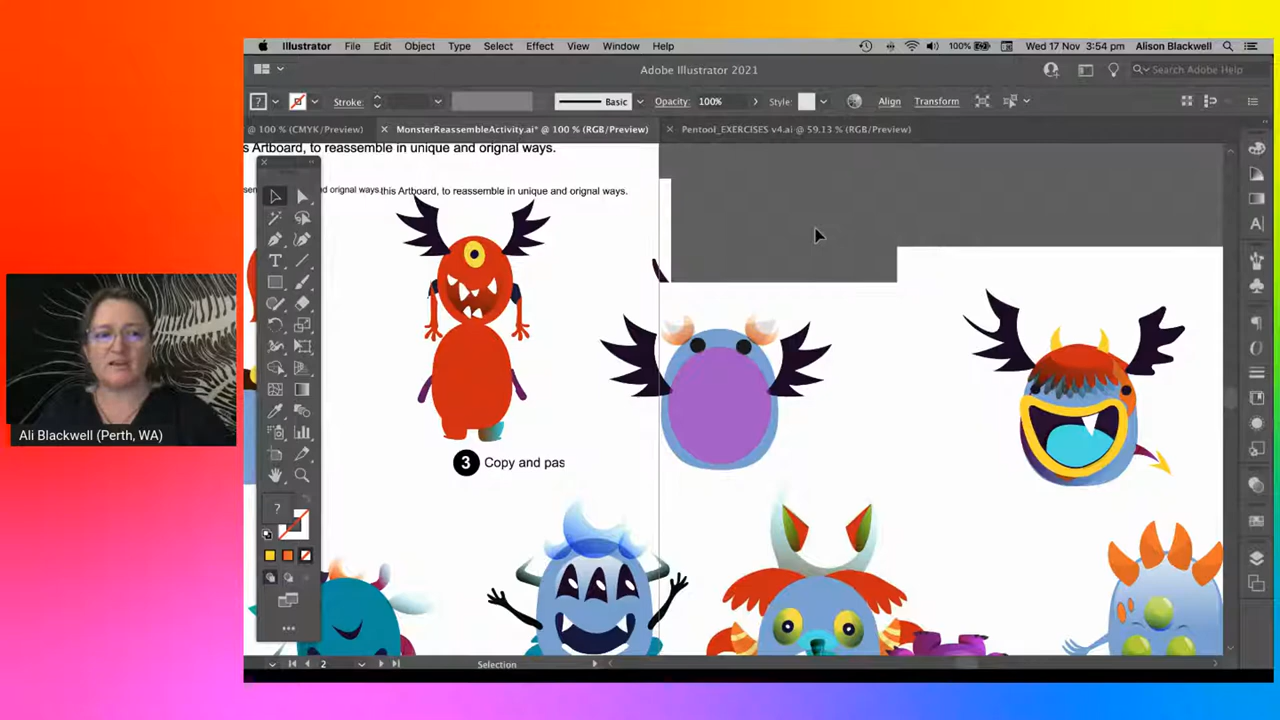 Illustrator File Edit Object Type Select Effect View Window Help 100% Wed 17 Nov 3:54 pm Alison Blackwell
Adobe Illustrator 2021 Search Adobe Help
? Stroke: Basic Opacity: 100% Style: Align Transform
@ 100 % (CMYK/Preview) × MonsterReassembleActivity.ai* @ 100 % (RGB/Preview) × Pentool_EXERCISES v4.ai @ 59.13 % (RGB/Preview)
s Artboard, to reassemble in unique and orignal ways.
nd orignal ways.
this Artboard, to reassemble in unique and orignal ways.
3 Copy and pas
Ali Blackwell (Perth, WA)
?
2 Selection